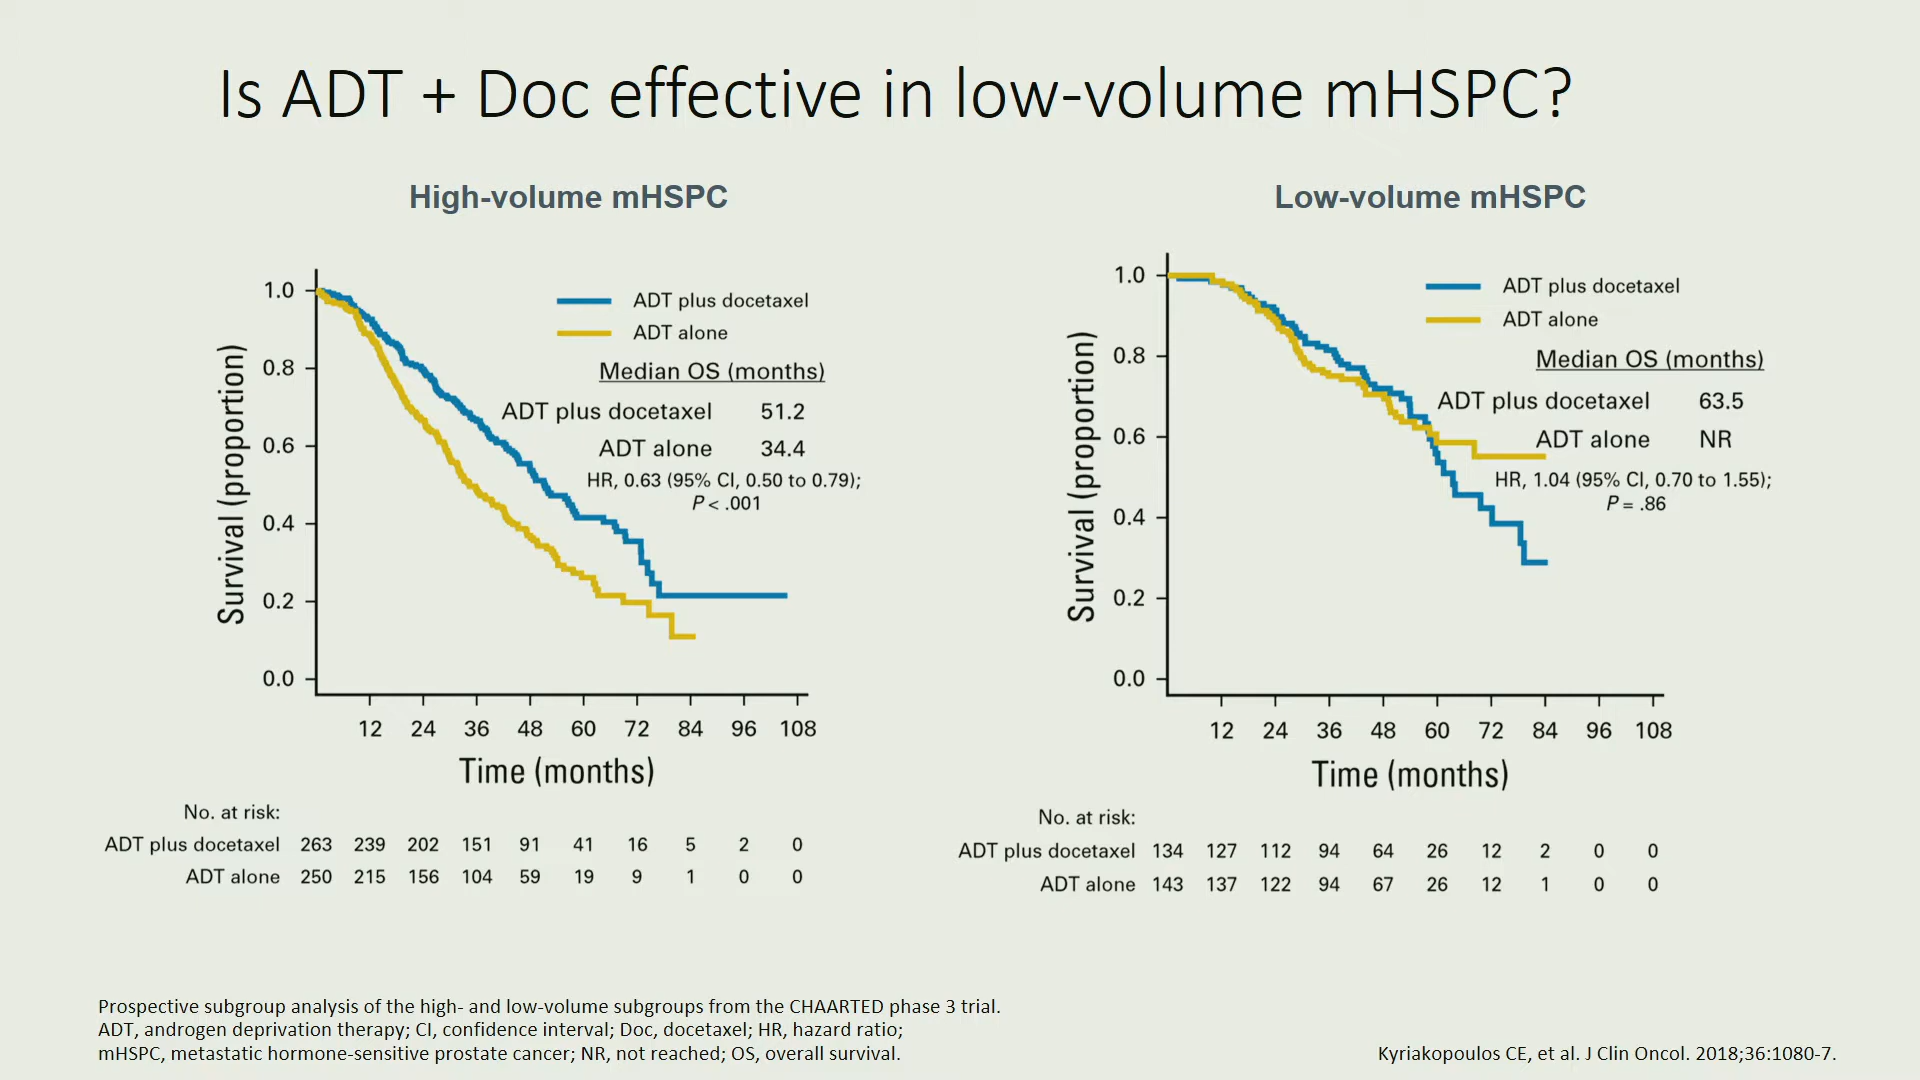 Is ADT + Doc effective in low-volume mHSPC?
High-volume mHSPC
Survival (proportion)
1.0
0.8
0.6
0.4
0.2
0.0
ADT plus docetaxel
ADT alone
Median OS (months)
ADT plus docetaxel 51.2
ADT alone 34.4
HR, 0.63 (95% CI, 0.50 to 0.79);
P < .001
12 24 36 48 60 72 84 96 108
Time (months)
No. at risk:
ADT plus docetaxel 263 239 202 151 91 41 16 5 2 0
ADT alone 250 215 156 104 59 19 9 1 0 0
Low-volume mHSPC
Survival (proportion)
1.0
0.8
0.6
0.4
0.2
0.0
ADT plus docetaxel
ADT alone
Median OS (months)
ADT plus docetaxel 63.5
ADT alone NR
HR, 1.04 (95% CI, 0.70 to 1.55);
P = .86
12 24 36 48 60 72 84 96 108
Time (months)
No. at risk:
ADT plus docetaxel 134 127 112 94 64 26 12 2 0 0
ADT alone 143 137 122 94 67 26 12 1 0 0
Prospective subgroup analysis of the high- and low-volume subgroups from the CHAARTED phase 3 trial.
ADT, androgen deprivation therapy; CI, confidence interval; Doc, docetaxel; HR, hazard ratio;
mHSPC, metastatic hormone-sensitive prostate cancer; NR, not reached; OS, overall survival.
Kyriakopoulos CE, et al. J Clin Oncol. 2018;36:1080-7.